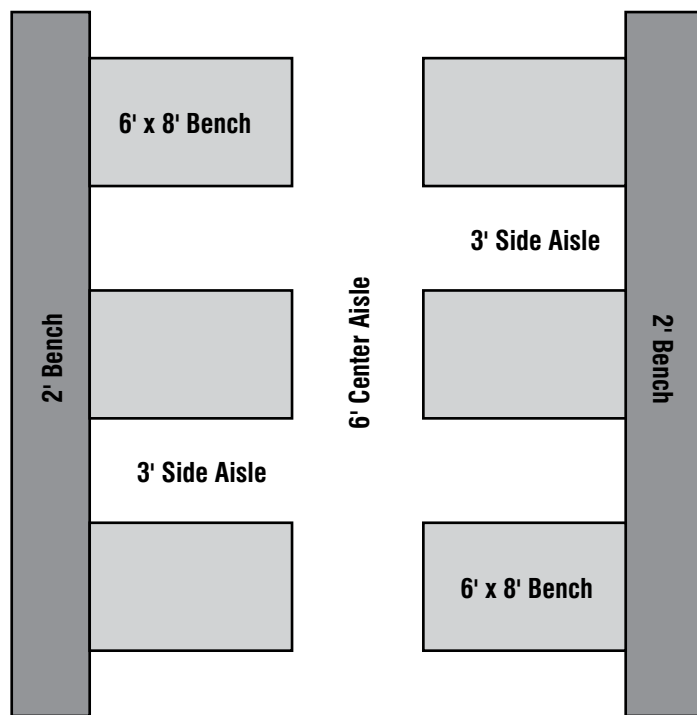 6' x 8' Bench
3' Side Aisle
2' Bench
6' Center Aisle
2' Bench
3' Side Aisle
6' x 8' Bench